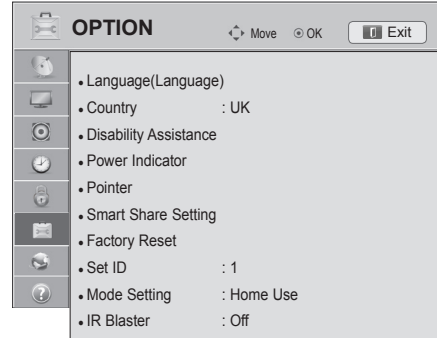 OPTION Move OK Exit
• Language(Language)
• Country : UK
• Disability Assistance
• Power Indicator
• Pointer
• Smart Share Setting
• Factory Reset
• Set ID : 1
• Mode Setting : Home Use
• IR Blaster : Off